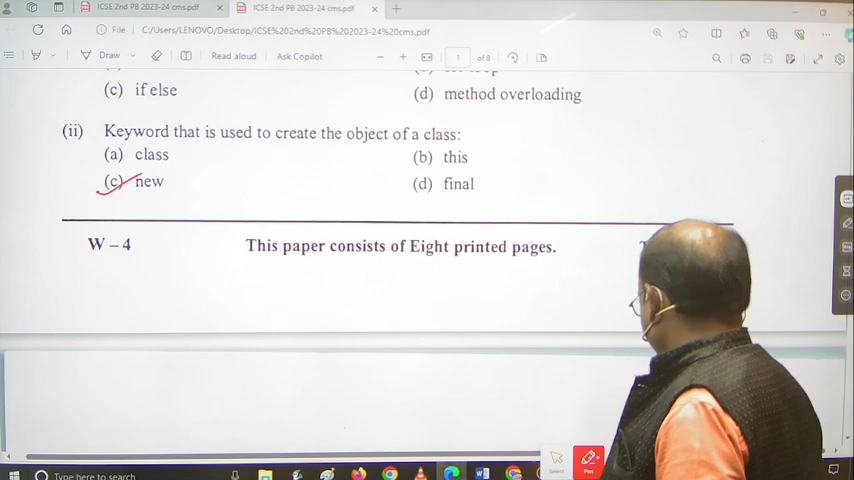 ICSE 2nd PB 2023-24 cms.pdf
ICSE 2nd PB 2023-24 cms.pdf
File
C:/Users/LENOVO/Desktop/ICSE%202nd%20PB%202023-24%20cms.pdf
Read aloud
Ask Copilot
1 of 8
(c) if else
(d) method overloading
(ii) Keyword that is used to create the object of a class:
(a) class
(b) this
(c) new
(d) final
W – 4
This paper consists of Eight printed pages.
Select
Pen
Type here to search